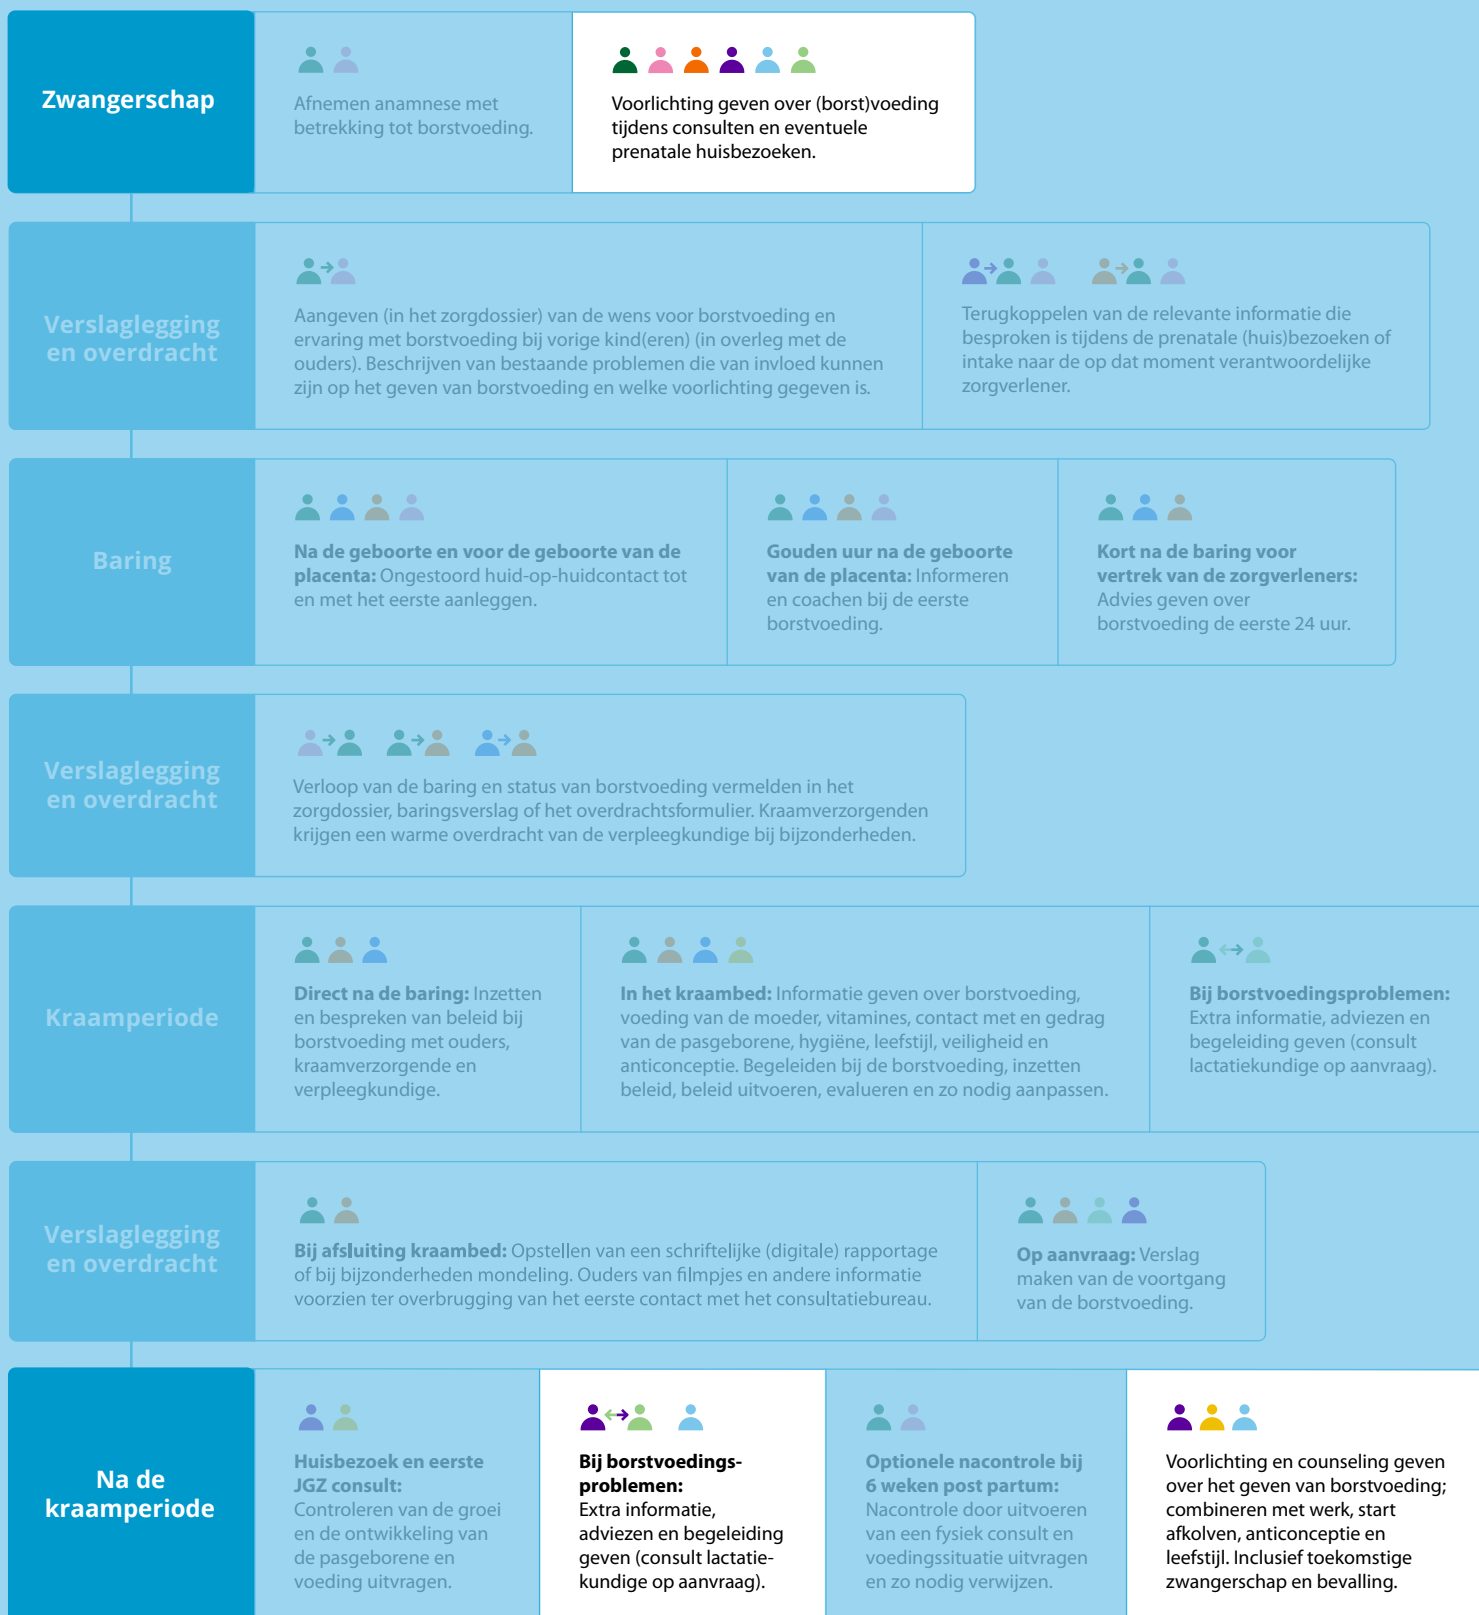 Zwangerschap
Afnemen anamnese met
betrekking tot borstvoeding.
Voorlichting geven over (borst)voeding
tijdens consulten en eventuele
prenatale huisbezoeken.
Verslaglegging
en overdracht
Aangeven (in het zorgdossier) van de wens voor borstvoeding en
ervaring met borstvoeding bij vorige kind(eren) (in overleg met de
ouders). Beschrijven van bestaande problemen die van invloed kunnen
zijn op het geven van borstvoeding en welke voorlichting gegeven is.
Terugkoppelen van de relevante informatie die
besproken is tijdens de prenatale (huis)bezoeken of
intake naar de op dat moment verantwoordelijke
zorgverlener.
Baring
Na de geboorte en voor de geboorte van de
placenta: Ongestoord huid-op-huidcontact tot
en met het eerste aanleggen.
Gouden uur na de geboorte
van de placenta: Informeren
en coachen bij de eerste
borstvoeding.
Kort na de baring voor
vertrek van de zorgverleners:
Advies geven over
borstvoeding de eerste 24 uur.
Verslaglegging
en overdracht
Verloop van de baring en status van borstvoeding vermelden in het
zorgdossier, baringsverslag of het overdrachtsformulier. Kraamverzorgenden
krijgen een warme overdracht van de verpleegkundige bij bijzonderheden.
Kraamperiode
Direct na de baring: Inzetten
en bespreken van beleid bij
borstvoeding met ouders,
kraamverzorgende en
verpleegkundige.
In het kraambed: Informatie geven over borstvoeding,
voeding van de moeder, vitamines, contact met en gedrag
van de pasgeborene, hygiëne, leefstijl, veiligheid en
anticonceptie. Begeleiden bij de borstvoeding, inzetten
beleid, beleid uitvoeren, evalueren en zo nodig aanpassen.
Bij borstvoedingsproblemen:
Extra informatie, adviezen en
begeleiding geven (consult
lactatiekundige op aanvraag).
Verslaglegging
en overdracht
Bij afsluiting kraambed: Opstellen van een schriftelijke (digitale) rapportage
of bij bijzonderheden mondeling. Ouders van filmpjes en andere informatie
voorzien ter overbrugging van het eerste contact met het consultatiebureau.
Op aanvraag: Verslag
maken van de voortgang
van de borstvoeding.
Na de
kraamperiode
Huisbezoek en eerste
JGZ consult:
Controleren van de groei
en de ontwikkeling van
de pasgeborene en
voeding uitvragen.
Bij borstvoedings-
problemen:
Extra informatie,
adviezen en begeleiding
geven (consult lactatie-
kundige op aanvraag).
Optionele nacontrole bij
6 weken post partum:
Nacontrole door uitvoeren
van een fysiek consult en
voedingssituatie uitvragen
en zo nodig verwijzen.
Voorlichting en counseling geven
over het geven van borstvoeding;
combineren met werk, start
afkolven, anticonceptie en
leefstijl. Inclusief toekomstige
zwangerschap en bevalling.